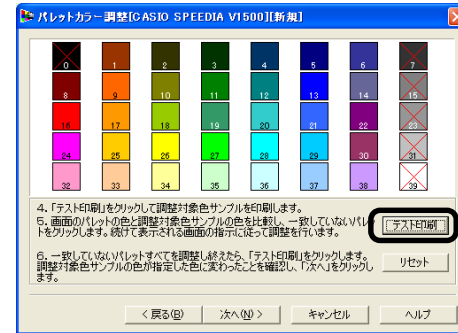 パレットカラー調整[CASIO SPEEDIA V1500][新規]
0 1 2 3 4 5 6 7
8 9 10 11 12 13 14 15
16 17 18 19 20 21 22 23
24 25 26 27 28 29 30 31
32 33 34 35 36 37 38 39
4.「テスト印刷」をクリックして調整対象色サンプルを印刷します。
5. 画面のパレットの色と調整対象色サンプルの色を比較し、一致していないパレッ
トをクリックします。続けて表示される画面の指示に従って調整を行います。
テスト印刷
6. 一致していないパレットすべてを調整し終えたら、「テスト印刷」をクリックします。
調整対象色サンプルの色が指定した色に変わったことを確認し、「次へ」をクリックし
ます。
リセット
< 戻る(B) 次へ(N) > キャンセル ヘルプ